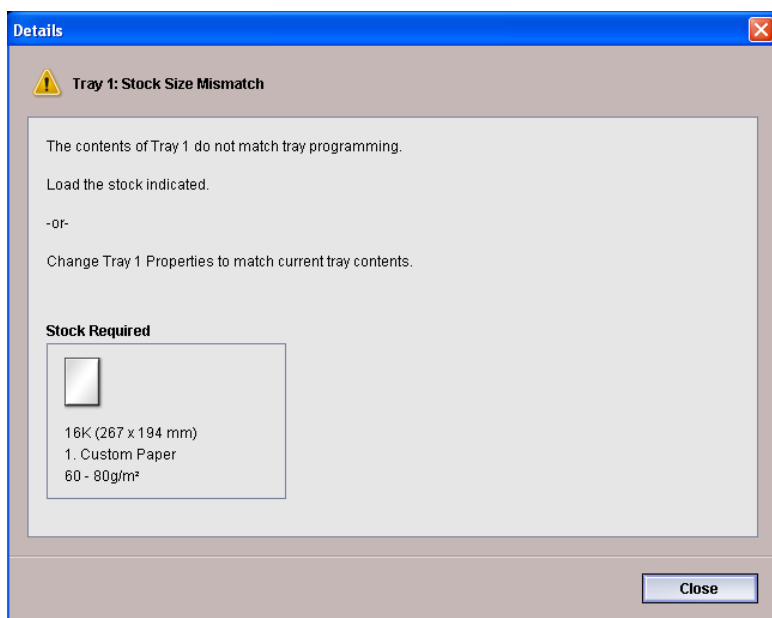 Details
Tray 1: Stock Size Mismatch
The contents of Tray 1 do not match tray programming.
Load the stock indicated.
-or-
Change Tray 1 Properties to match current tray contents.
Stock Required
16K (267 x 194 mm)
1. Custom Paper
60 - 80g/m²
Close